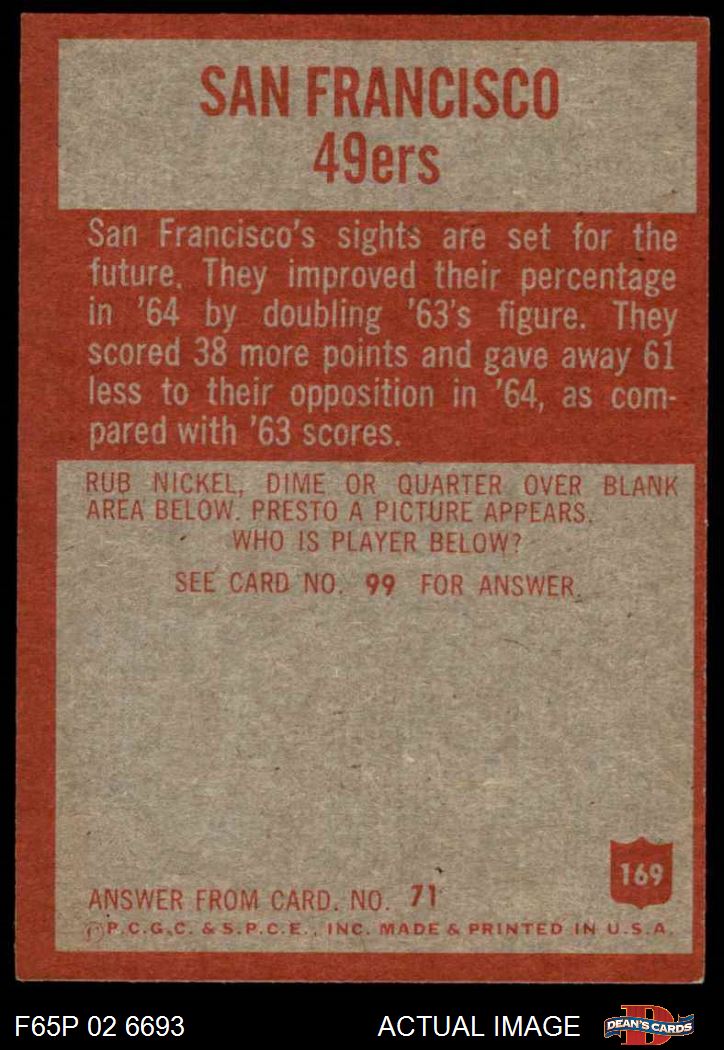 SAN FRANCISCO
49ers
San Francisco's sights are set for the
future. They improved their percentage
in '64 by doubling '63's figure. They
scored 38 more points and gave away 61
less to their opposition in '64, as com-
pared with '63 scores.
RUB NICKEL, DIME OR QUARTER OVER BLANK
AREA BELOW. PRESTO A PICTURE APPEARS.
WHO IS PLAYER BELOW?
SEE CARD NO. 99 FOR ANSWER
169
ANSWER FROM CARD. NO. 71
©P.C.G.C. & S.P.C.E., INC. MADE & PRINTED IN U.S.A.
F65P 02 6693 ACTUAL IMAGE
D
DEAN'S CARDS